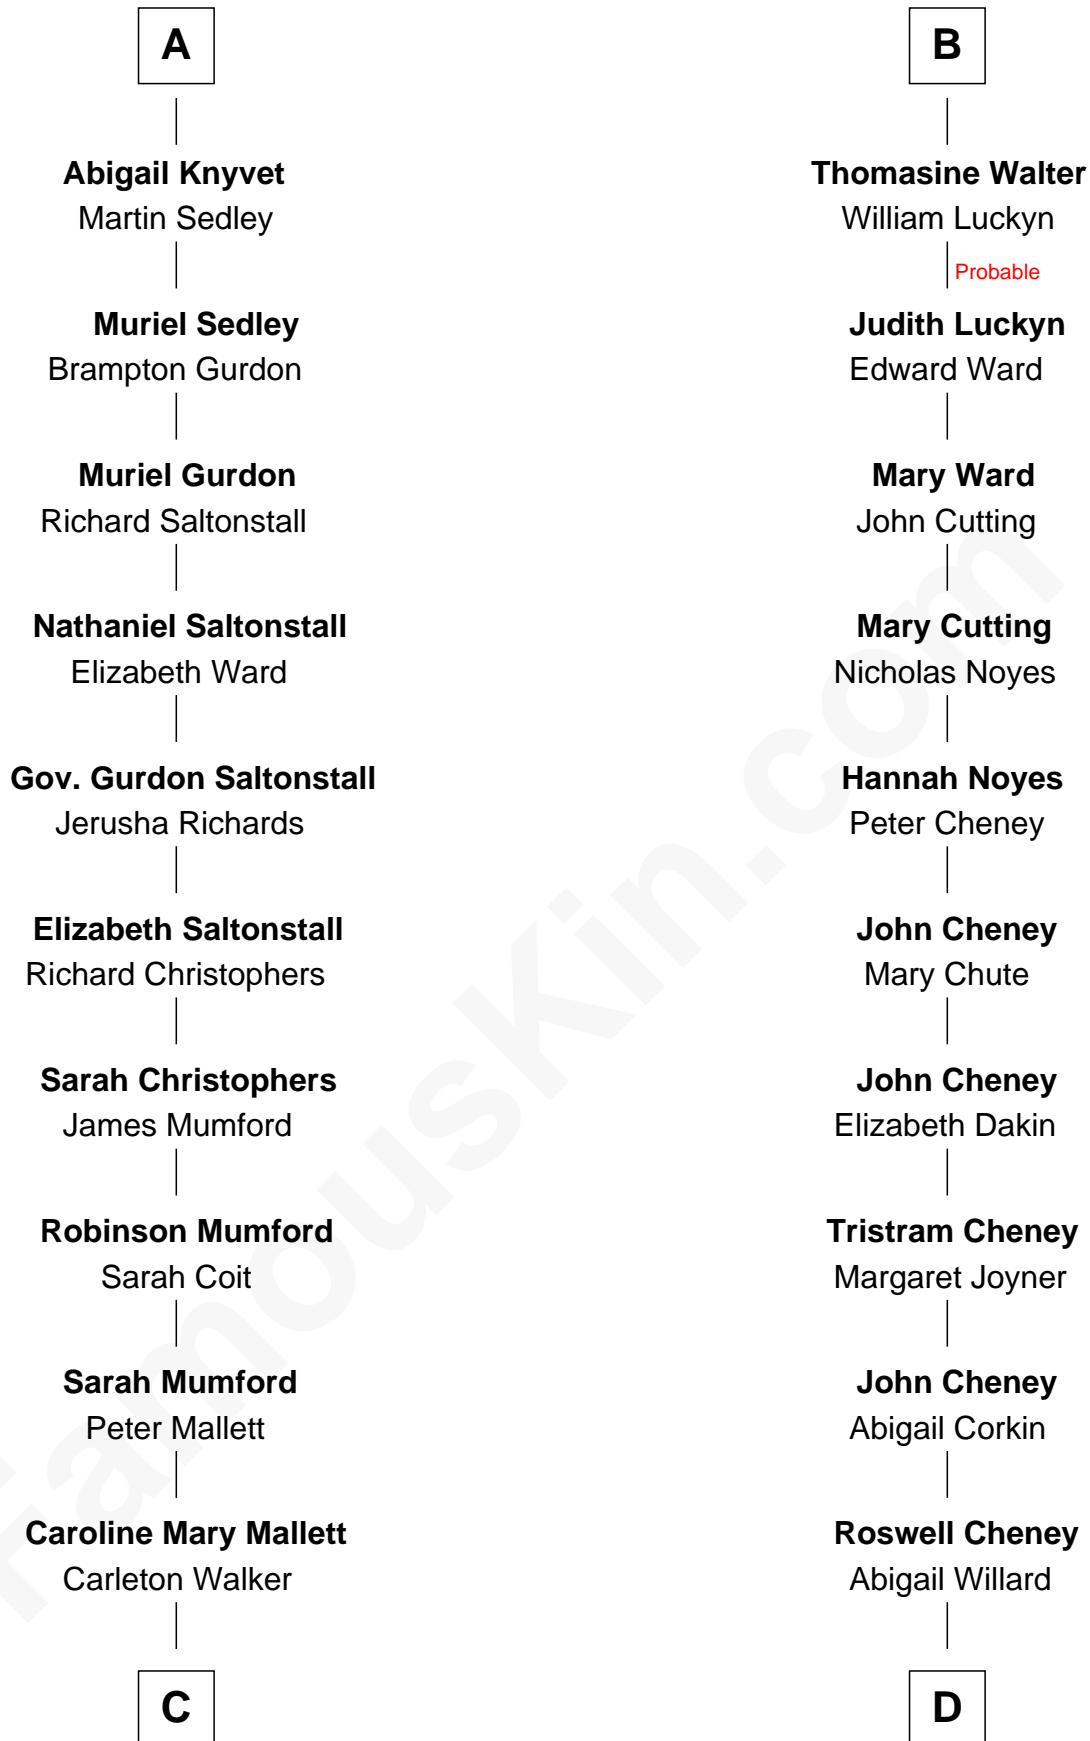 A
Abigail Knyvet
Martin Sedley
Muriel Sedley
Brampton Gurdon
Muriel Gurdon
Richard Saltonstall
Nathaniel Saltonstall
Elizabeth Ward
Gov. Gurdon Saltonstall
Jerusha Richards
Elizabeth Saltonstall
Richard Christophers
Sarah Christophers
James Mumford
Robinson Mumford
Sarah Coit
Sarah Mumford
Peter Mallett
Caroline Mary Mallett
Carleton Walker
C
B
Thomasine Walter
William Luckyn
Probable
Judith Luckyn
Edward Ward
Mary Ward
John Cutting
Mary Cutting
Nicholas Noyes
Hannah Noyes
Peter Cheney
John Cheney
Mary Chute
John Cheney
Elizabeth Dakin
Tristram Cheney
Margaret Joyner
John Cheney
Abigail Corkin
Roswell Cheney
Abigail Willard
D
FamousKin.com